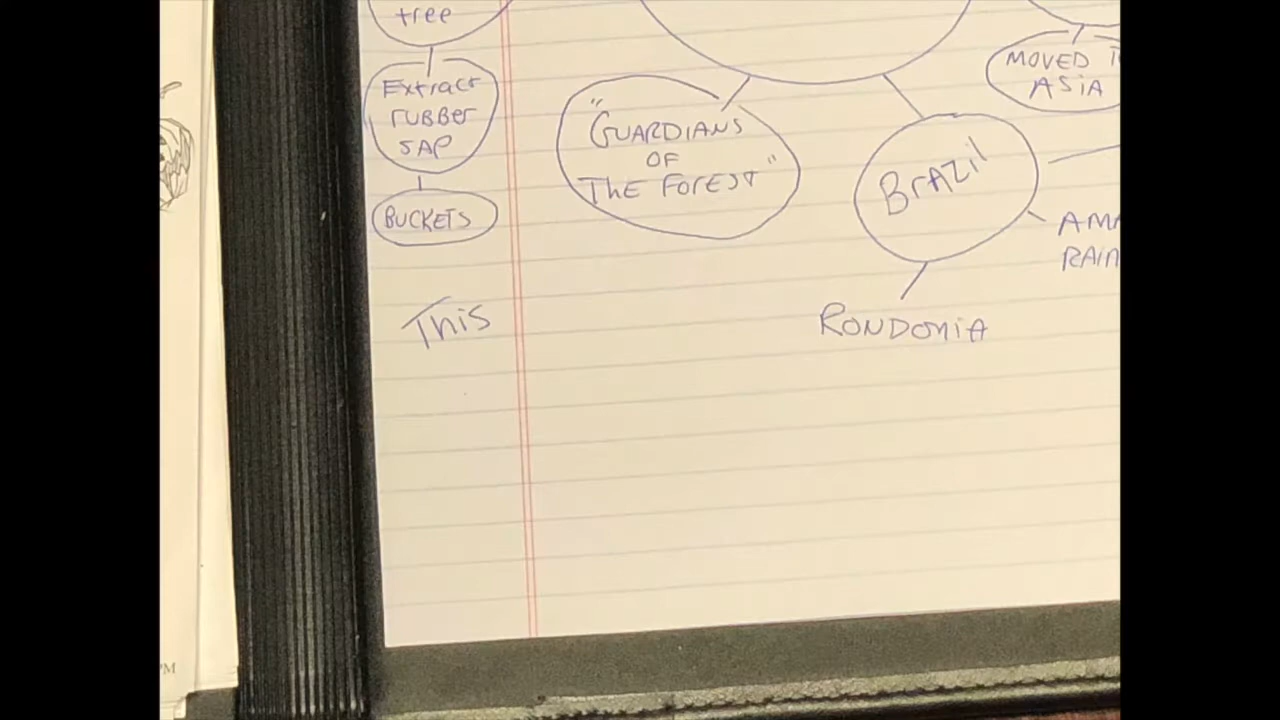 tree
Extract
rubber
SAP
BUCKETS
"GUARDIANS
OF
The FOREST"
MOVED
ASIA
Brazil
RONDONIA
This